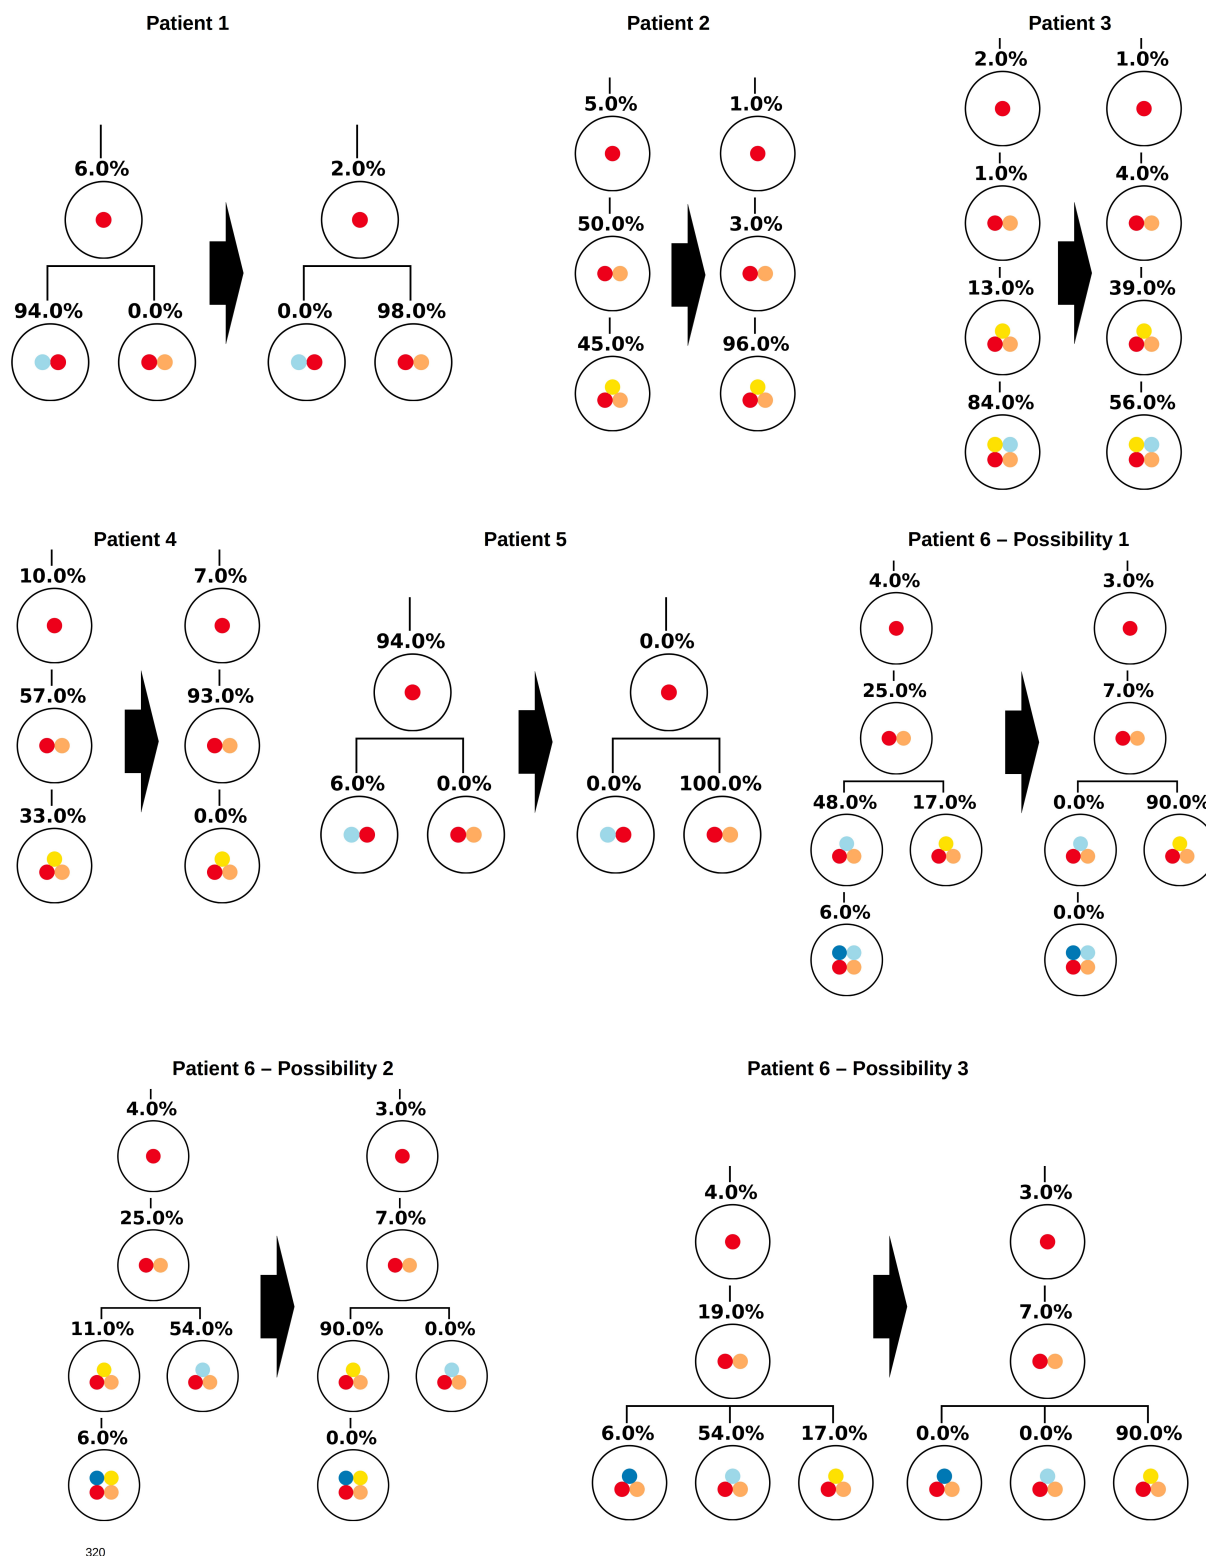 Patient 1
6.0%
94.0% 0.0%
2.0%
0.0% 98.0%
Patient 2
5.0% 1.0%
50.0% 3.0%
45.0% 96.0%
Patient 3
2.0% 1.0%
1.0% 4.0%
13.0% 39.0%
84.0% 56.0%
Patient 4
10.0% 7.0%
57.0% 93.0%
33.0% 0.0%
Patient 5
94.0% 0.0%
6.0% 0.0% 0.0% 100.0%
Patient 6 – Possibility 1
4.0% 3.0%
25.0% 7.0%
48.0% 17.0% 0.0% 90.0%
6.0% 0.0%
Patient 6 – Possibility 2
4.0% 3.0%
25.0% 7.0%
11.0% 54.0% 90.0% 0.0%
6.0% 0.0%
Patient 6 – Possibility 3
4.0% 3.0%
19.0% 7.0%
6.0% 54.0% 17.0% 0.0% 0.0% 90.0%
320